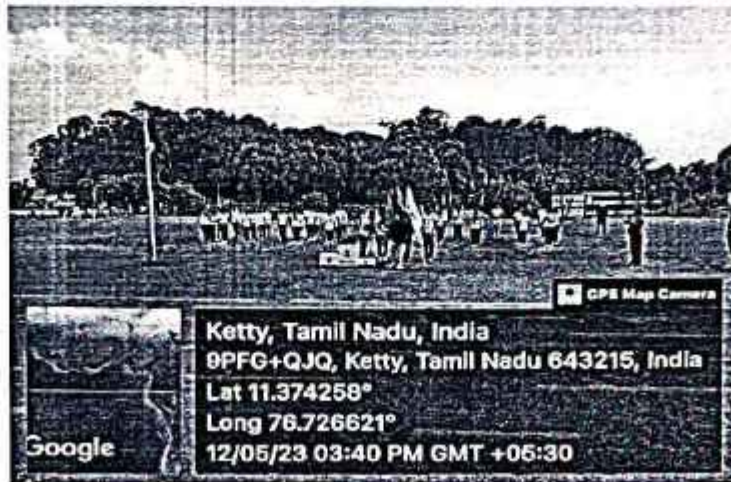 GPS Map Camera
Ketty, Tamil Nadu, India
9PFG+QJQ, Ketty, Tamil Nadu 643215, India
Lat 11.374258°
Long 76.726621°
12/05/23 03:40 PM GMT +05:30
Google